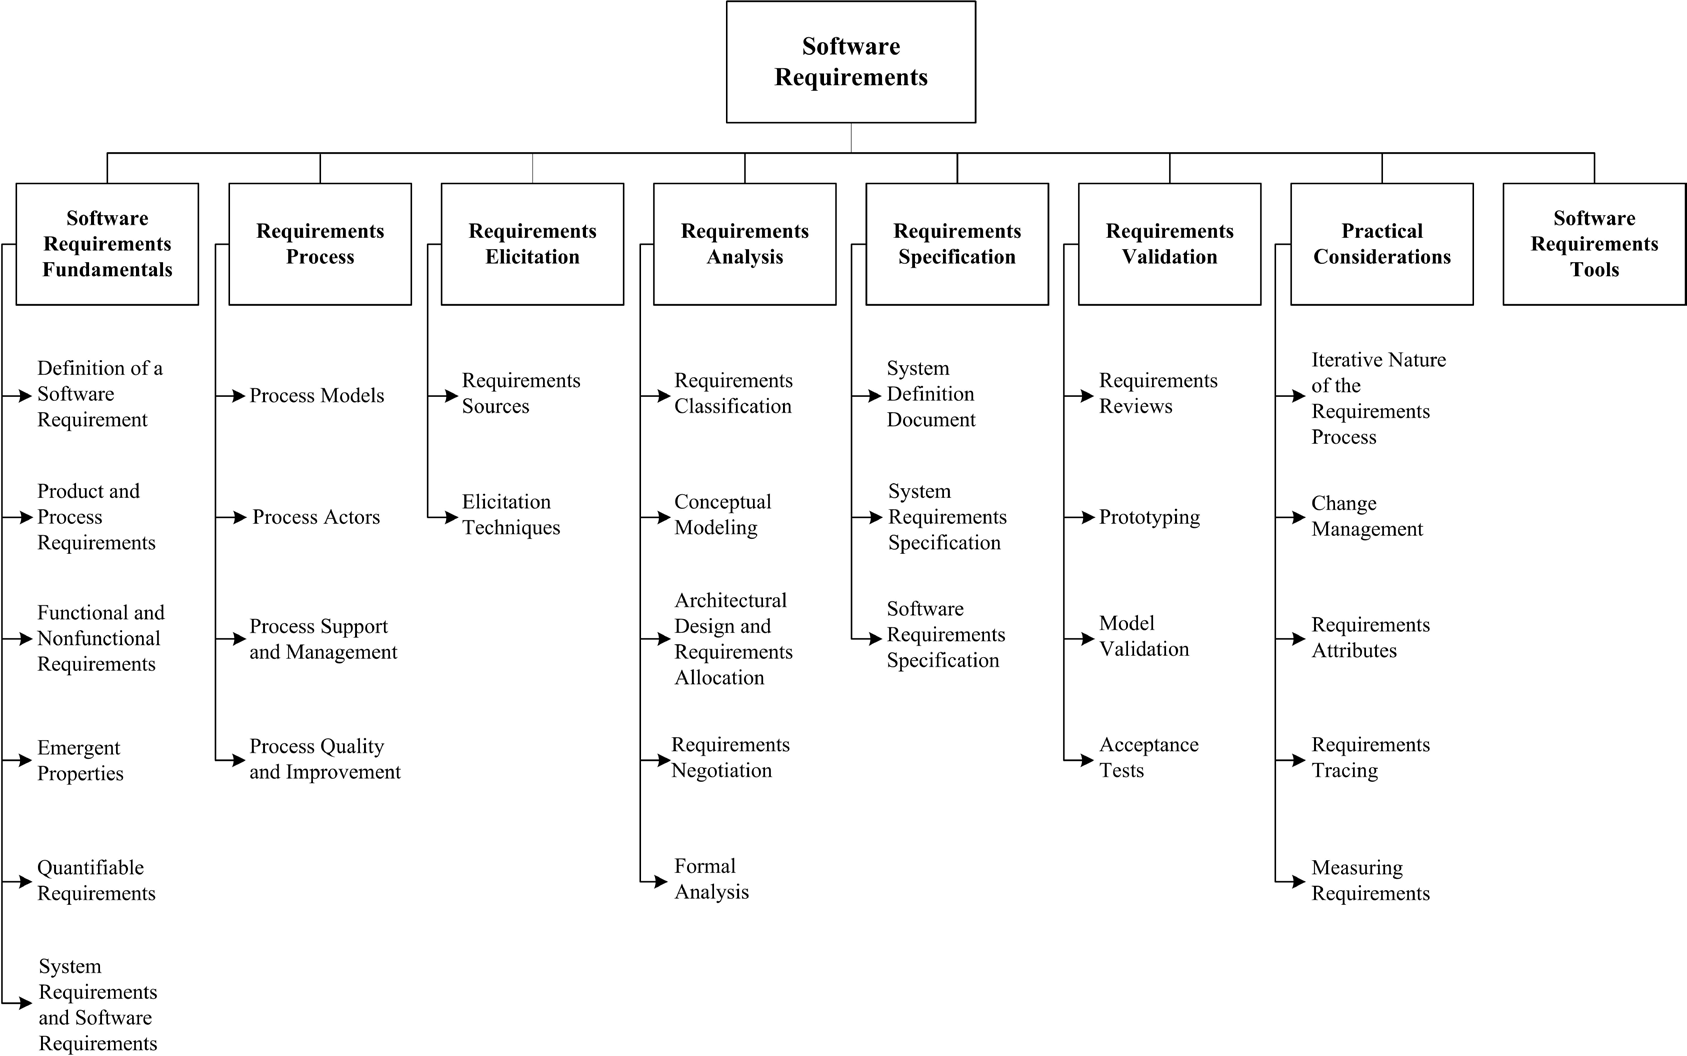 Software
Requirements
Software
Requirements
Fundamentals
Requirements
Process
Requirements
Elicitation
Requirements
Analysis
Requirements
Specification
Requirements
Validation
Practical
Considerations
Software
Requirements
Tools
Definition of a
Software
Requirement
Product and
Process
Requirements
Functional and
Nonfunctional
Requirements
Emergent
Properties
Quantifiable
Requirements
System
Requirements
and Software
Requirements
Process Models
Process Actors
Process Support
and Management
Process Quality
and Improvement
Requirements
Sources
Elicitation
Techniques
Requirements
Classification
Conceptual
Modeling
Architectural
Design and
Requirements
Allocation
Requirements
Negotiation
Formal
Analysis
System
Definition
Document
System
Requirements
Specification
Software
Requirements
Specification
Requirements
Reviews
Prototyping
Model
Validation
Acceptance
Tests
Iterative Nature
of the
Requirements
Process
Change
Management
Requirements
Attributes
Requirements
Tracing
Measuring
Requirements